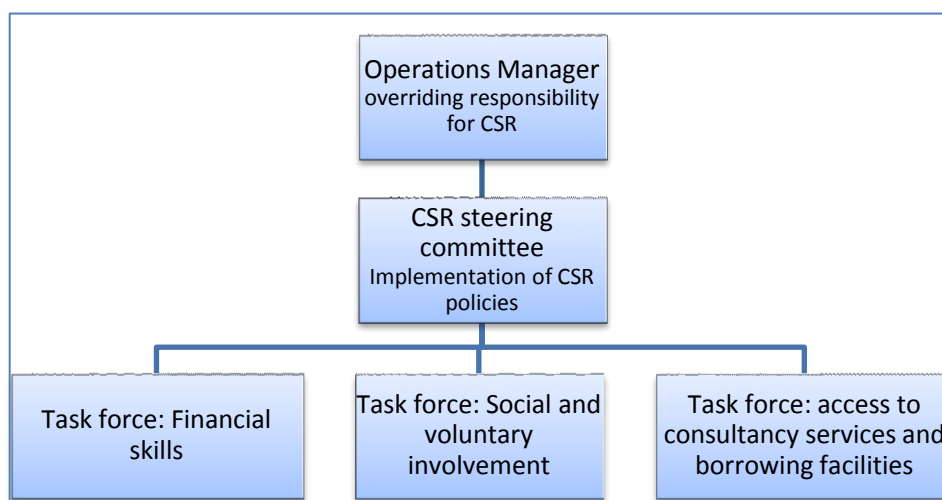 Operations Manager
overriding responsibility
for CSR
CSR steering
committee
Implementation of CSR
policies
Task force: Financial
skills
Task force: Social and
voluntary
involvement
Task force: access to
consultancy services and
borrowing facilities